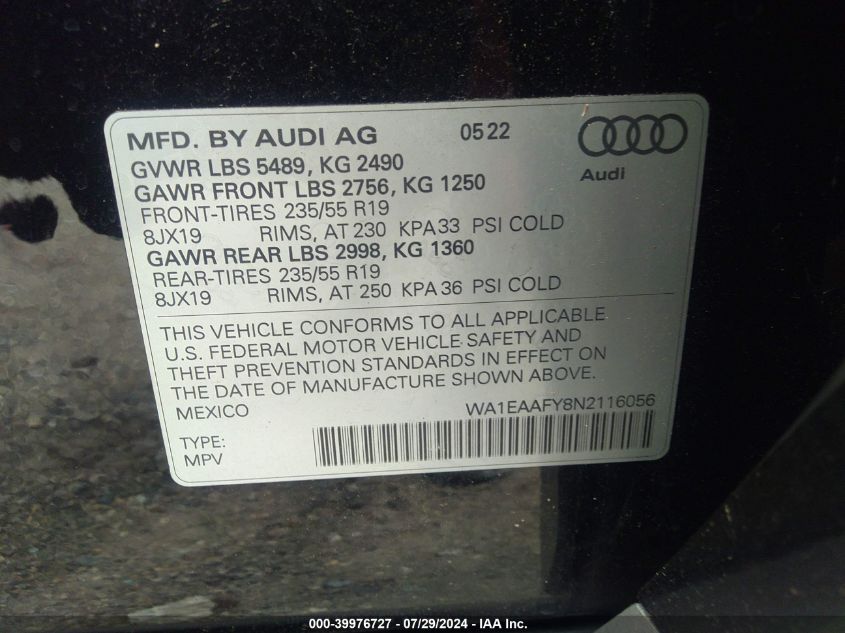 MFD. BY AUDI AG 05 22
GVWR LBS 5489, KG 2490
GAWR FRONT LBS 2756, KG 1250
Audi
FRONT-TIRES 235/55 R19
8JX19 RIMS, AT 230 KPA 33 PSI COLD
GAWR REAR LBS 2998, KG 1360
REAR-TIRES 235/55 R19
8JX19 RIMS, AT 250 KPA 36 PSI COLD
THIS VEHICLE CONFORMS TO ALL APPLICABLE
U.S. FEDERAL MOTOR VEHICLE SAFETY AND
THEFT PREVENTION STANDARDS IN EFFECT ON
THE DATE OF MANUFACTURE SHOWN ABOVE.
MEXICO WA1EAAFY8N2116056
TYPE:
MPV
000-39976727 - 07/29/2024 - IAA Inc.